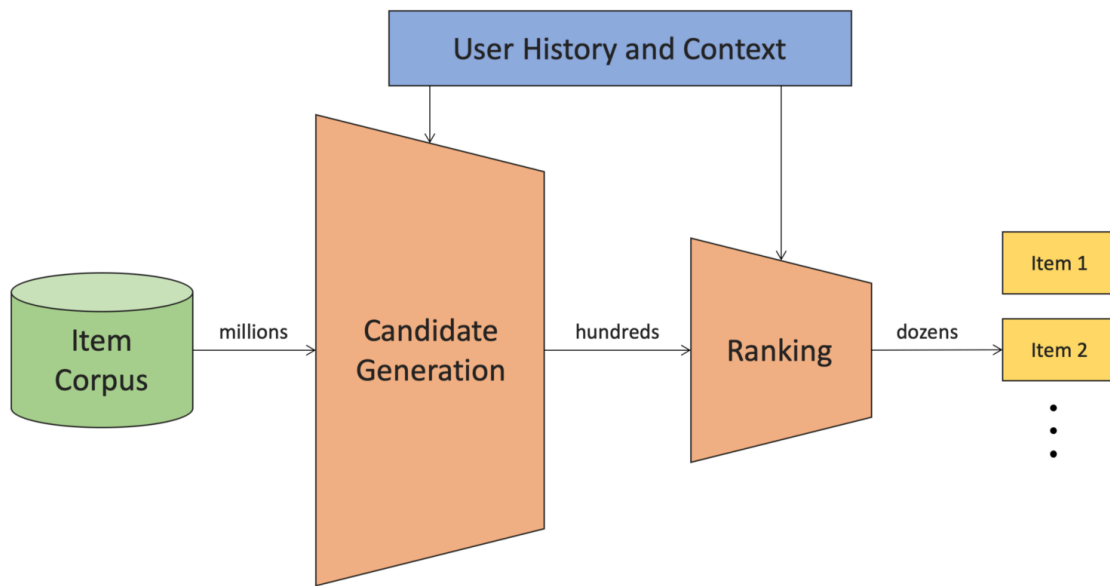 User History and Context
Item
Corpus
millions
Candidate
Generation
hundreds
Ranking
dozens
Item 1
Item 2